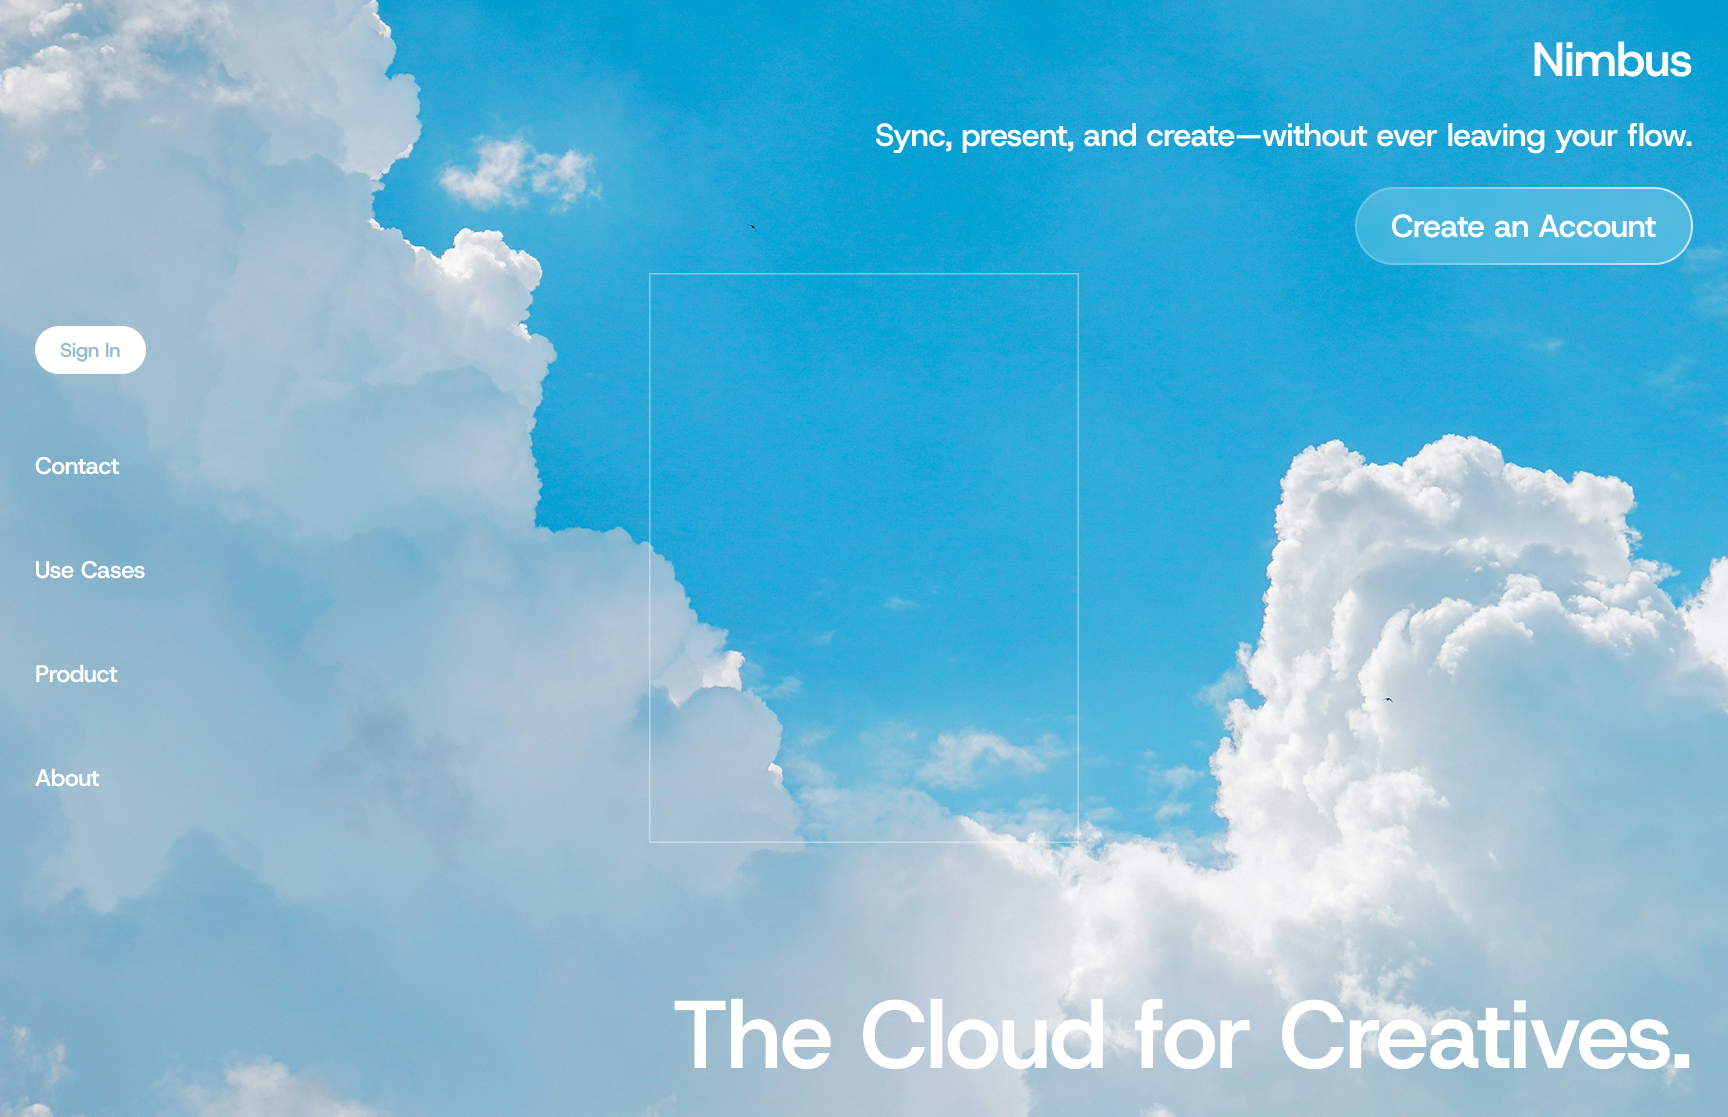 Nimbus
Sync, present, and create—without ever leaving your flow.
Create an Account
Sign In
Contact
Use Cases
Product
About
The Cloud for Creatives.